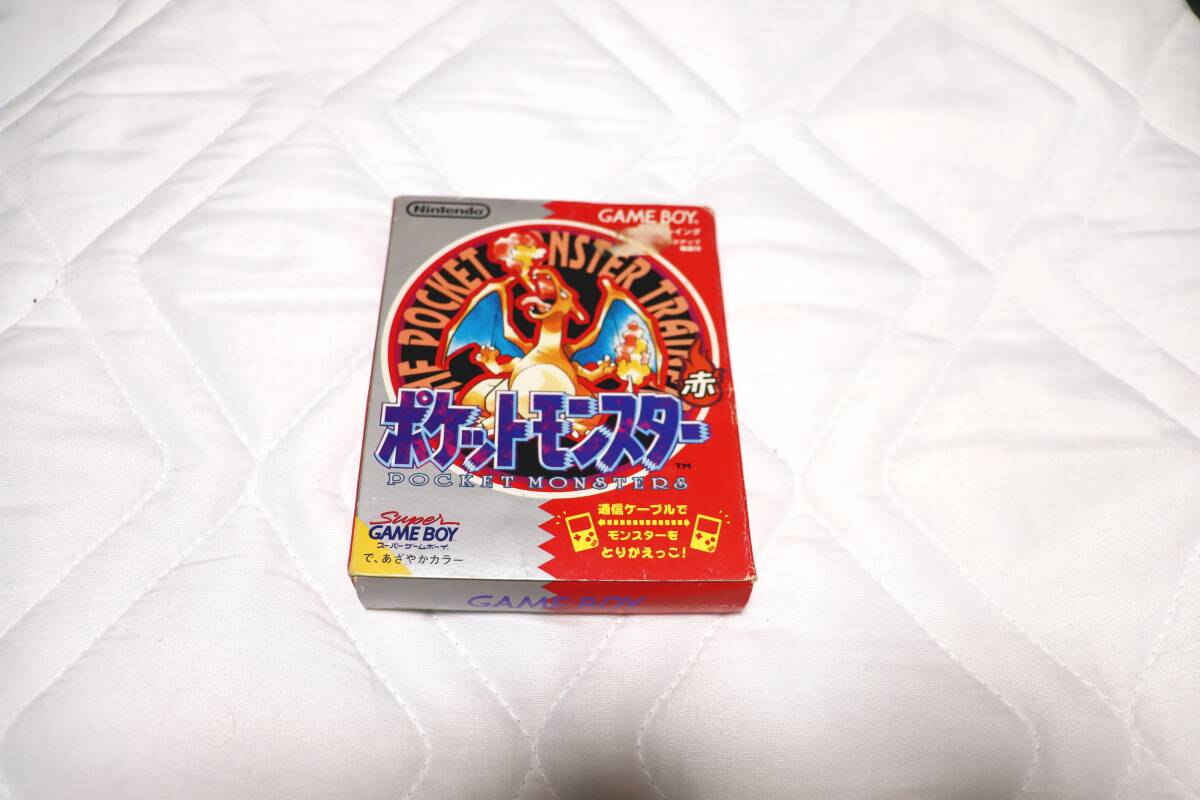 Nintendo
GAME BOY®
THE POCKET MONSTER TRAINER
赤
ポケットモンスター
TM
POCKET MONSTERS
Super
GAME BOY
スーパーゲームボーイ
で、あざやかカラー
通信ケーブルで
モンスターを
とりかえっこ!
GAME BOY